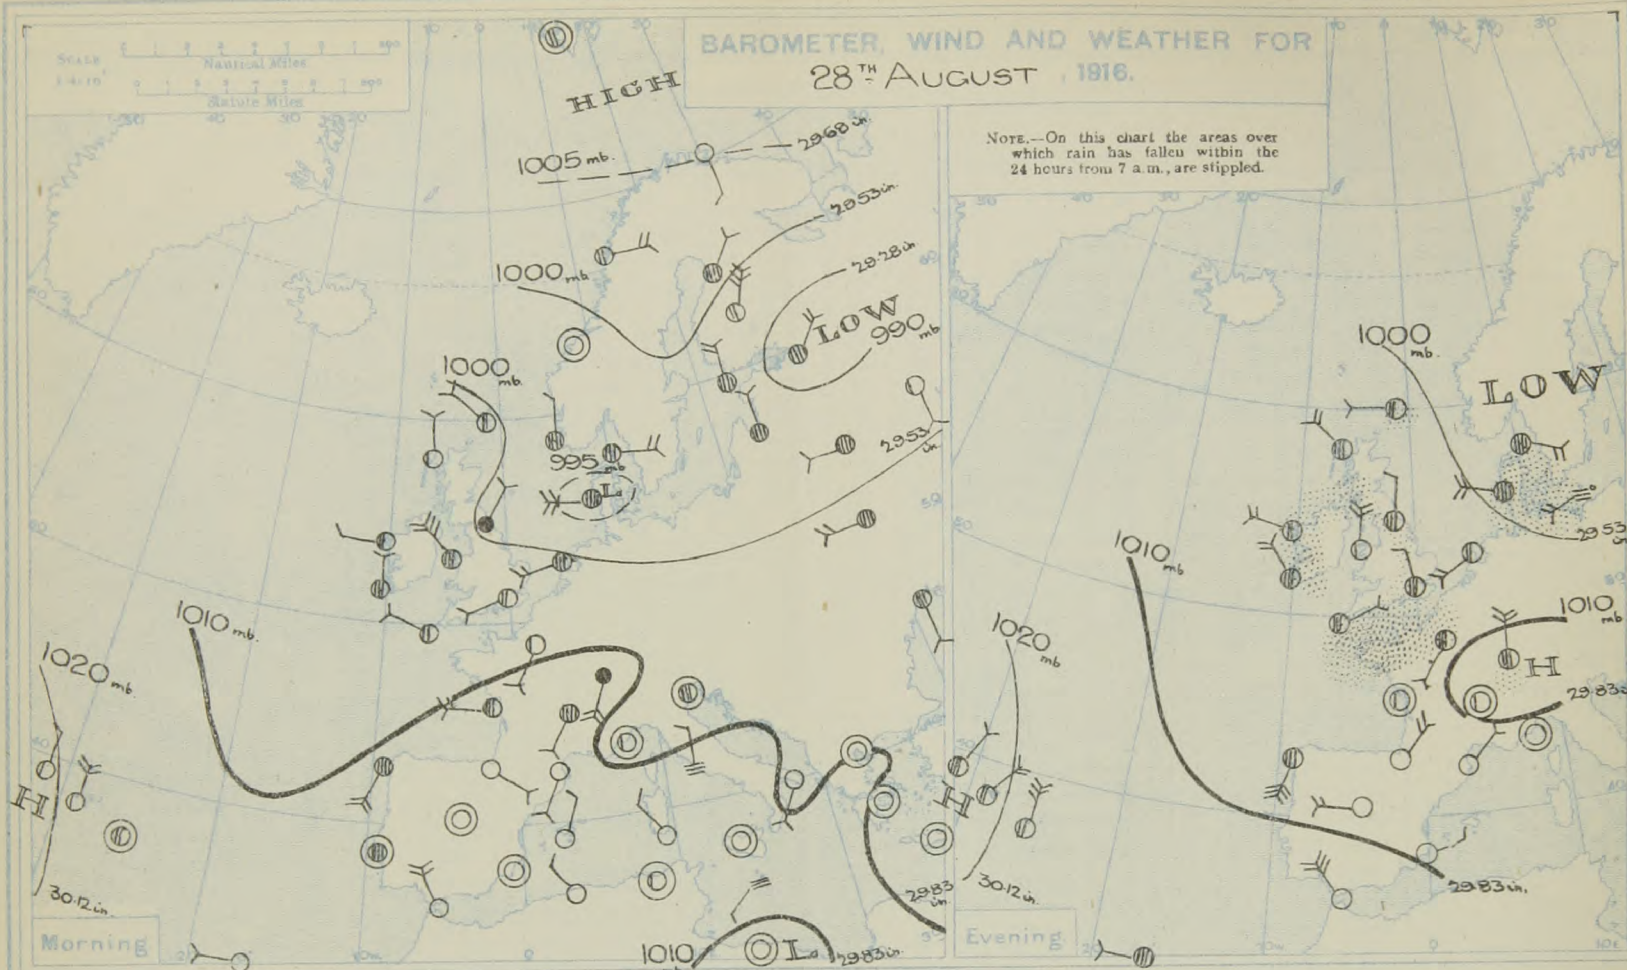 SCALE
Nautical Miles
Statute Miles
BAROMETER, WIND AND WEATHER FOR
28TH AUGUST 1916.
NOTE.—On this chart the areas over
which rain has fallen within the
24 hours from 7 a.m., are stippled.
HIGH
1005 mb.
29·68 in.
29·53 in.
1000 mb
29·28 in
LOW
990 mb
1000 mb
29·53 in.
995 mb
L
1010 mb.
1020 mb.
H
30·12 in.
29·83 in
1010
L
29·83 in.
Morning
1000 mb.
LOW
29·53 in
1010 mb
1010 mb
H
29·83 in
1020 mb
H
30·12 in.
29·83 in.
Evening